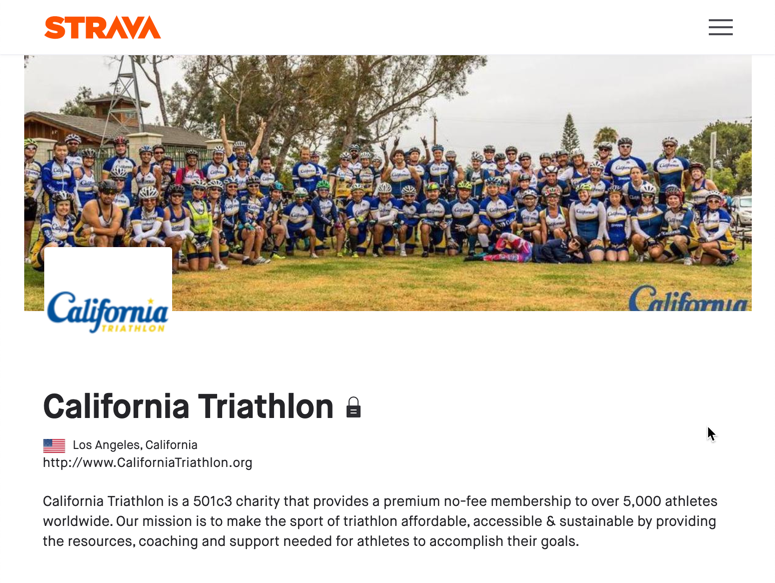 STRAVA
California
California
TRIATHLON
California Triathlon
Los Angeles, California
http://www.CaliforniaTriathlon.org
California Triathlon is a 501c3 charity that provides a premium no-fee membership to over 5,000 athletes
worldwide. Our mission is to make the sport of triathlon affordable, accessible & sustainable by providing
the resources, coaching and support needed for athletes to accomplish their goals.